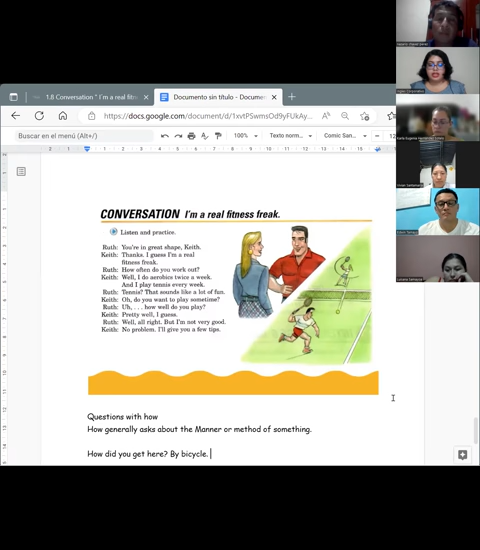 1.8 Conversation " I'm a real fitn
Documento sin título - Documen
https://docs.google.com/document/d/1xvtPSwmsOd9yFUkAy...
Buscar en el menú (Alt+/)
100%
Texto norm...
Comic San...
12
CONVERSATION I'm a real fitness freak.
Listen and practice.
Ruth: You're in great shape, Keith.
Keith: Thanks. I guess I'm a real
fitness freak.
Ruth: How often do you work out?
Keith: Well, I do aerobics twice a week.
And I play tennis every week.
Ruth: Tennis? That sounds like a lot of fun.
Keith: Oh, do you want to play sometime?
Ruth: Uh, . . . how well do you play?
Keith: Pretty well, I guess.
Ruth: Well, all right. But I'm not very good.
Keith: No problem. I'll give you a few tips.
Questions with how
How generally asks about the Manner or method of something.
How did you get here? By bicycle.